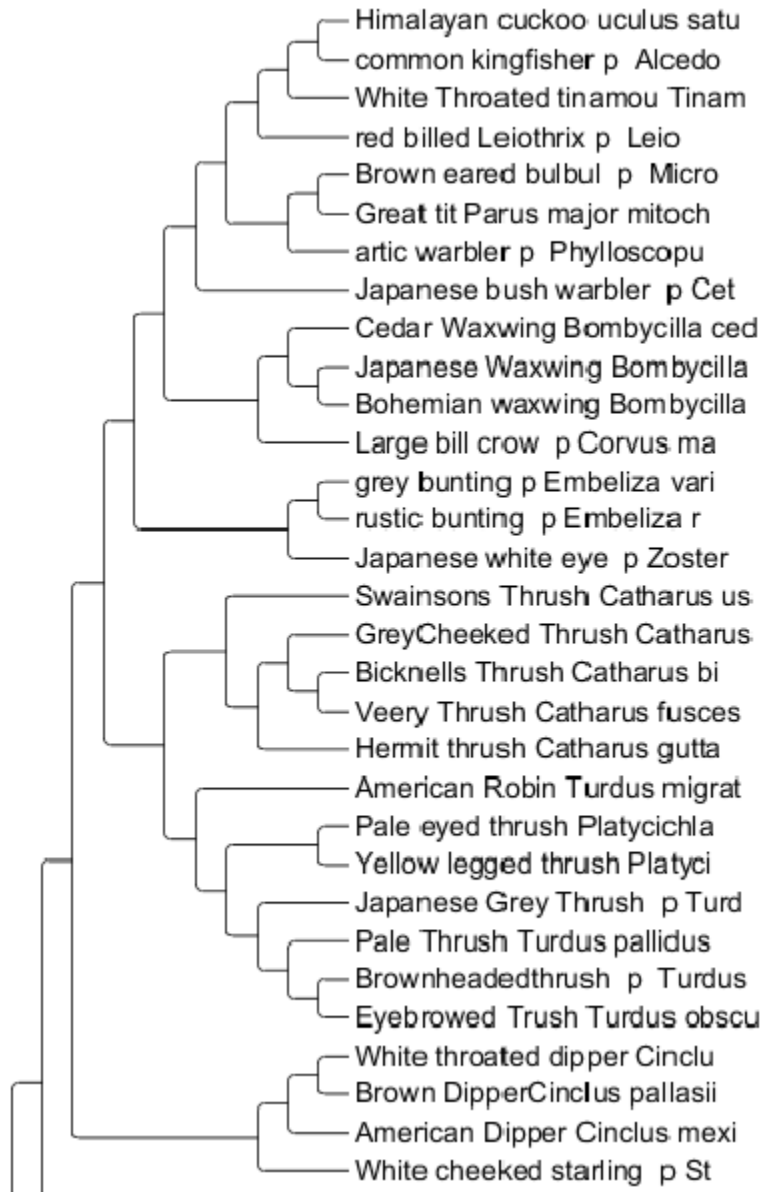 Himalayan cuckoo uculus satu
common kingfisher p Alcedo
White Throated tinamou Tinam
red billed Leiothrix p Leio
Brown eared bulbul p Micro
Great tit Parus major mitoch
artic warbler p Phylloscopu
Japanese bush warbler p Cet
Cedar Waxwing Bombycilla ced
Japanese Waxwing Bombycilla
Bohemian waxwing Bombycilla
Large bill crow p Corvus ma
grey bunting p Embeliza vari
rustic bunting p Embeliza r
Japanese white eye p Zoster
Swainsons Thrush Catharus us
GreyCheeked Thrush Catharus
Bicknells Thrush Catharus bi
Veery Thrush Catharus fusces
Hermit thrush Catharus gutta
American Robin Turdus migrat
Pale eyed thrush Platycichla
Yellow legged thrush Platyci
Japanese Grey Thrush p Turd
Pale Thrush Turdus pallidus
Brownheadedthrush p Turdus
Eyebrowed Trush Turdus obscu
White throated dipper Cinclu
Brown DipperCinclus pallasii
American Dipper Cinclus mexi
White cheeked starling p St